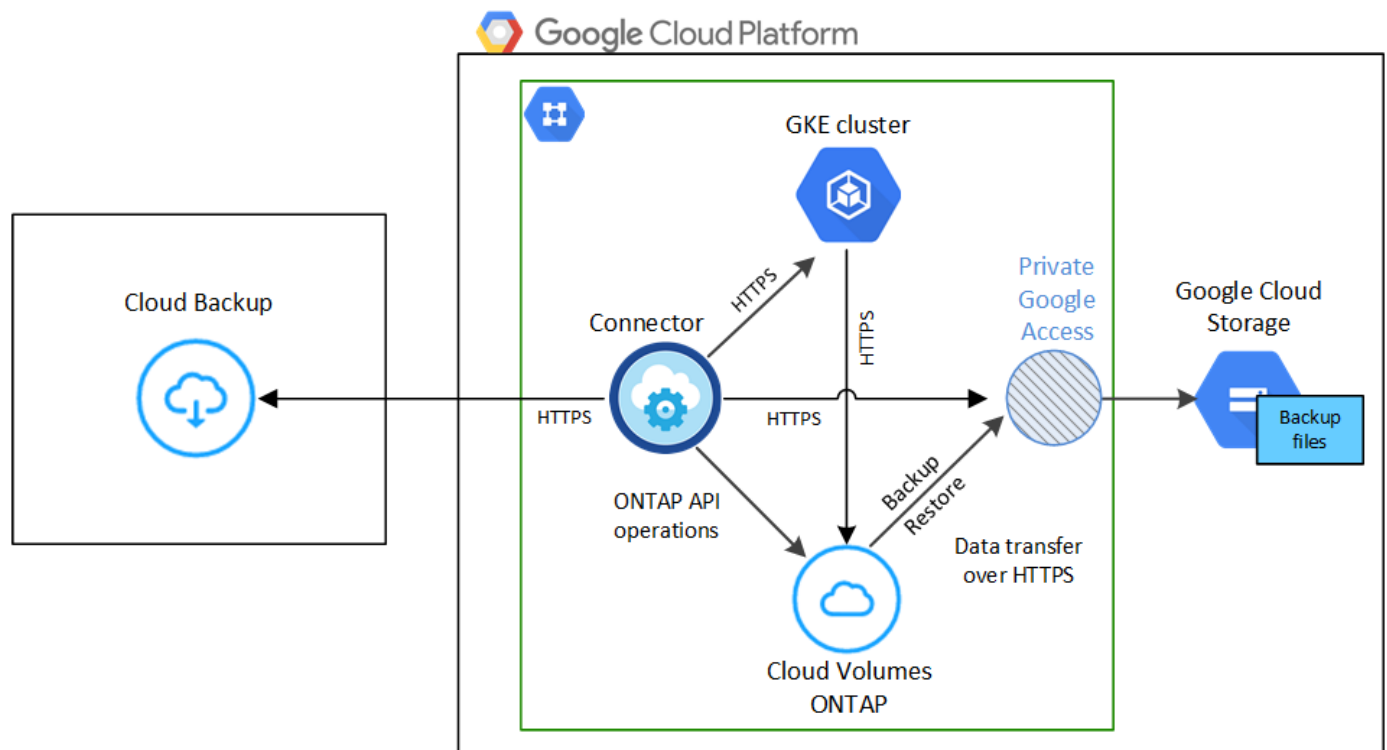 Google Cloud Platform
GKE cluster
Private
Google
Access
Google Cloud
Storage
Cloud Backup
Connector
HTTPS
HTTPS
HTTPS
HTTPS
Backup
files
Backup
Restore
ONTAP API
operations
Data transfer
over HTTPS
Cloud Volumes
ONTAP